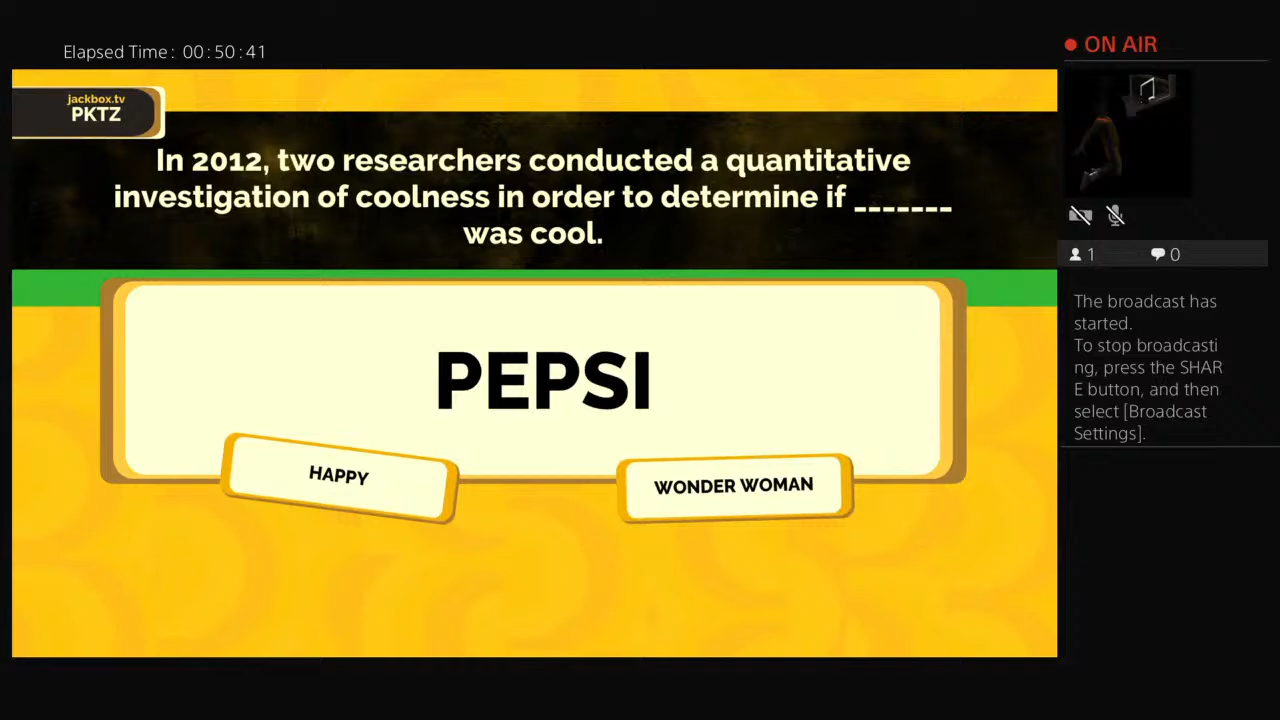 Elapsed Time: 00:50:41
ON AIR
jackbox.tv
PKTZ
In 2012, two researchers conducted a quantitative
investigation of coolness in order to determine if _______
was cool.
PEPSI
HAPPY
WONDER WOMAN
1
0
The broadcast has
started.
To stop broadcasti
ng, press the SHAR
E button, and then
select [Broadcast
Settings].